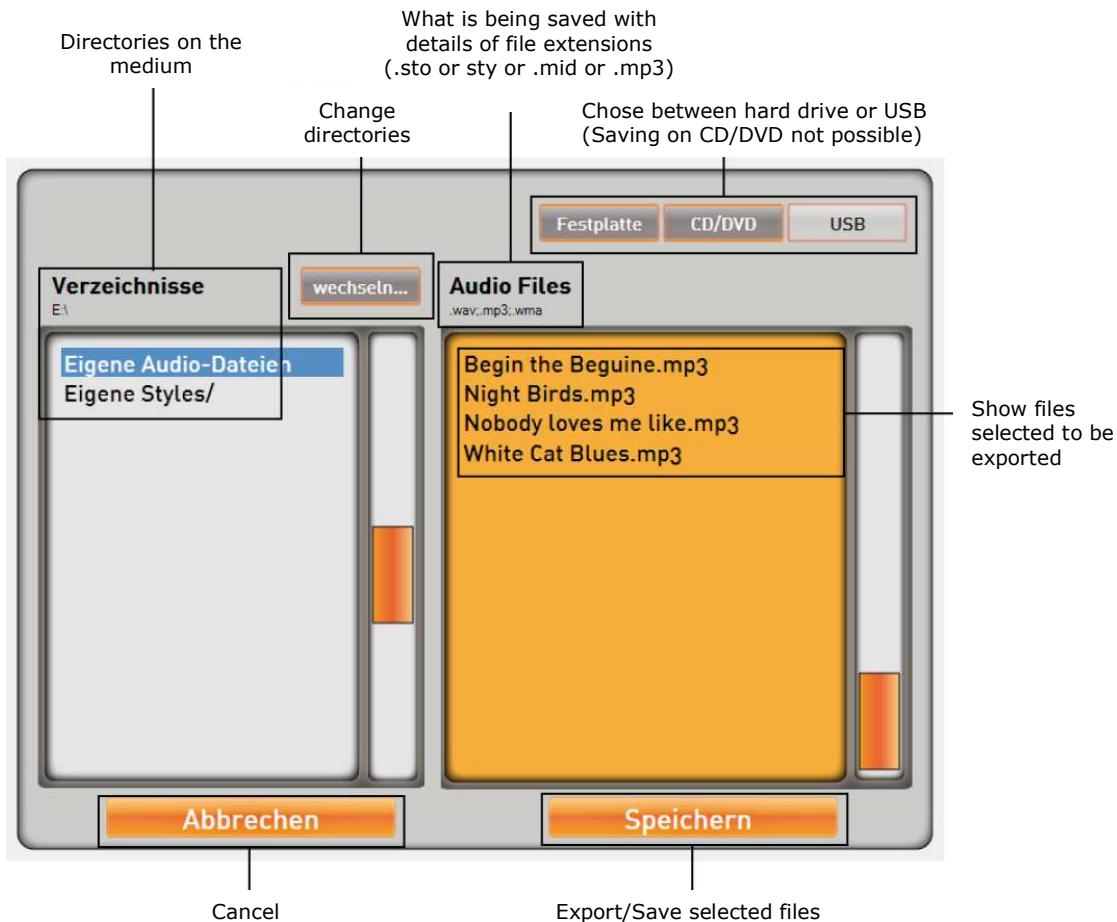 What is being saved with
details of file extensions
(.sto or sty or .mid or .mp3)
Directories on the
medium
Change
directories
Chose between hard drive or USB
(Saving on CD/DVD not possible)
Festplatte
CD/DVD
USB
Verzeichnisse
E:\
wechseln...
Audio Files
.wav;.mp3;.wma
Eigene Audio-Dateien
Eigene Styles/
Begin the Beguine.mp3
Night Birds.mp3
Nobody loves me like.mp3
White Cat Blues.mp3
Show files
selected to be
exported
Abbrechen
Speichern
Cancel
Export/Save selected files